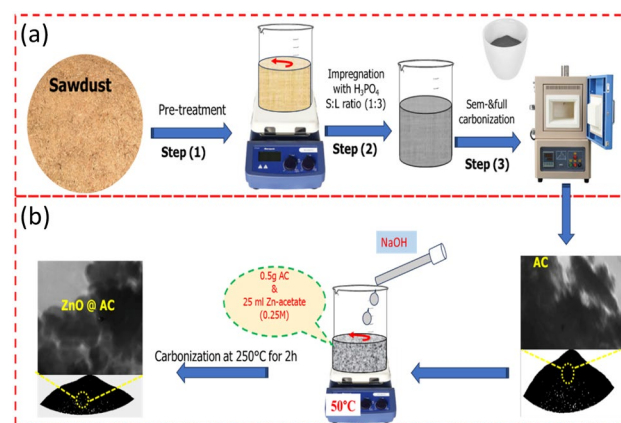 (a)
Sawdust
Pre-treatment
Step (1)
Impregnation
with H₃PO₄
S:L ratio (1:3)
Step (2)
Sem-&full
carbonization
Step (3)
(b)
NaOH
0.5g AC
&
25 ml Zn-acetate
(0.25M)
AC
ZnO @ AC
Carbonization at 250°C for 2h
50°C